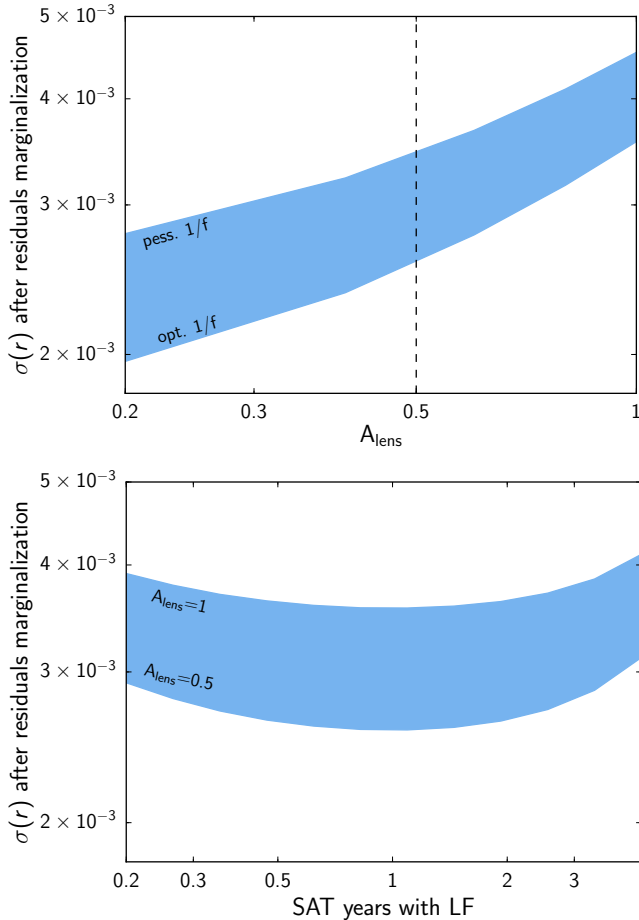 5 × 10⁻³
4 × 10⁻³
3 × 10⁻³
2 × 10⁻³
σ(r) after residuals marginalization
pess. 1/f
opt. 1/f
0.2 0.3 0.5 1
A_lens
5 × 10⁻³
4 × 10⁻³
3 × 10⁻³
2 × 10⁻³
σ(r) after residuals marginalization
A_lens=1
A_lens=0.5
0.2 0.3 0.5 1 2 3
SAT years with LF